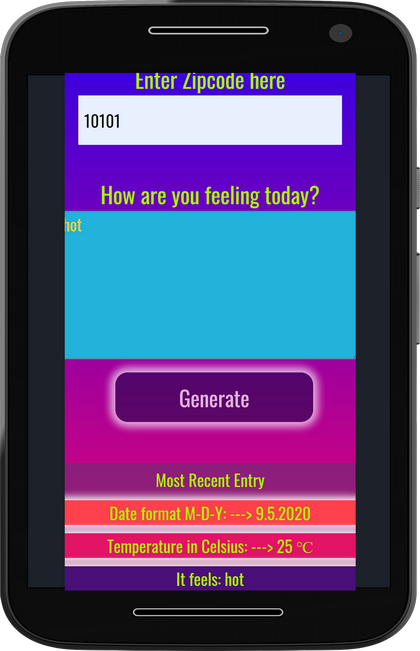 Enter Zipcode here
10101
How are you feeling today?
hot
Generate
Most Recent Entry
Date format M-D-Y: ---> 9.5.2020
Temperature in Celsius: ---> 25 °C
It feels: hot